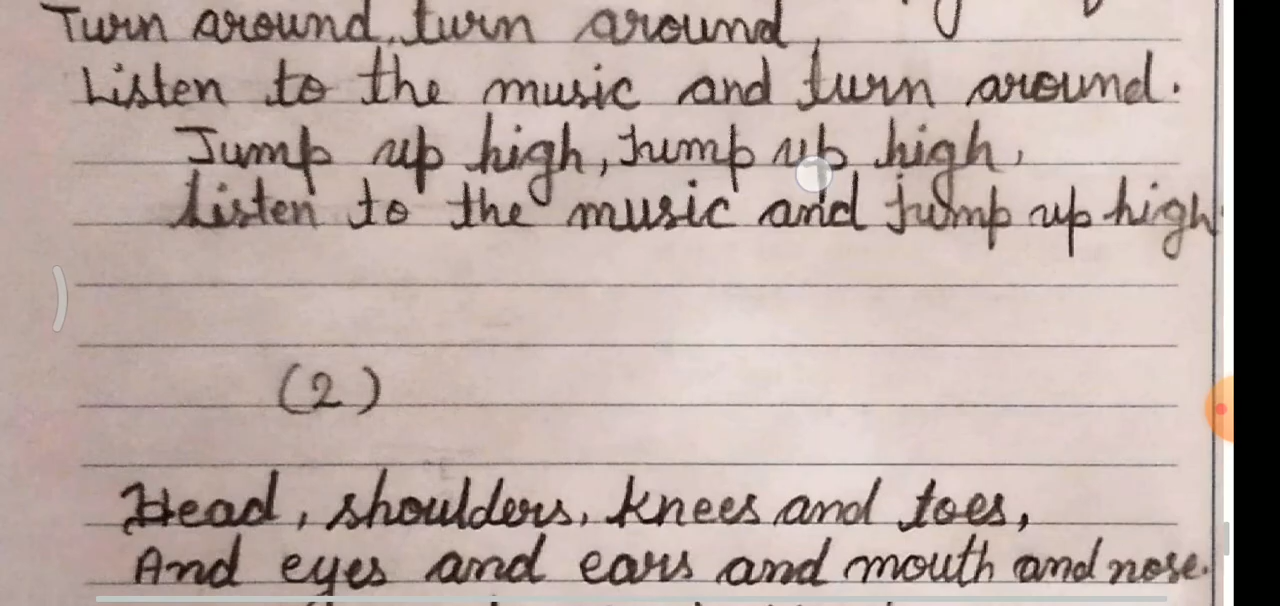 Turn around, turn around,
Listen to the music and turn around.
Jump up high, Jump up high,
Listen to the music and Jump up high
(2)
Head, shoulders, knees and toes,
And eyes and ears and mouth and nose.